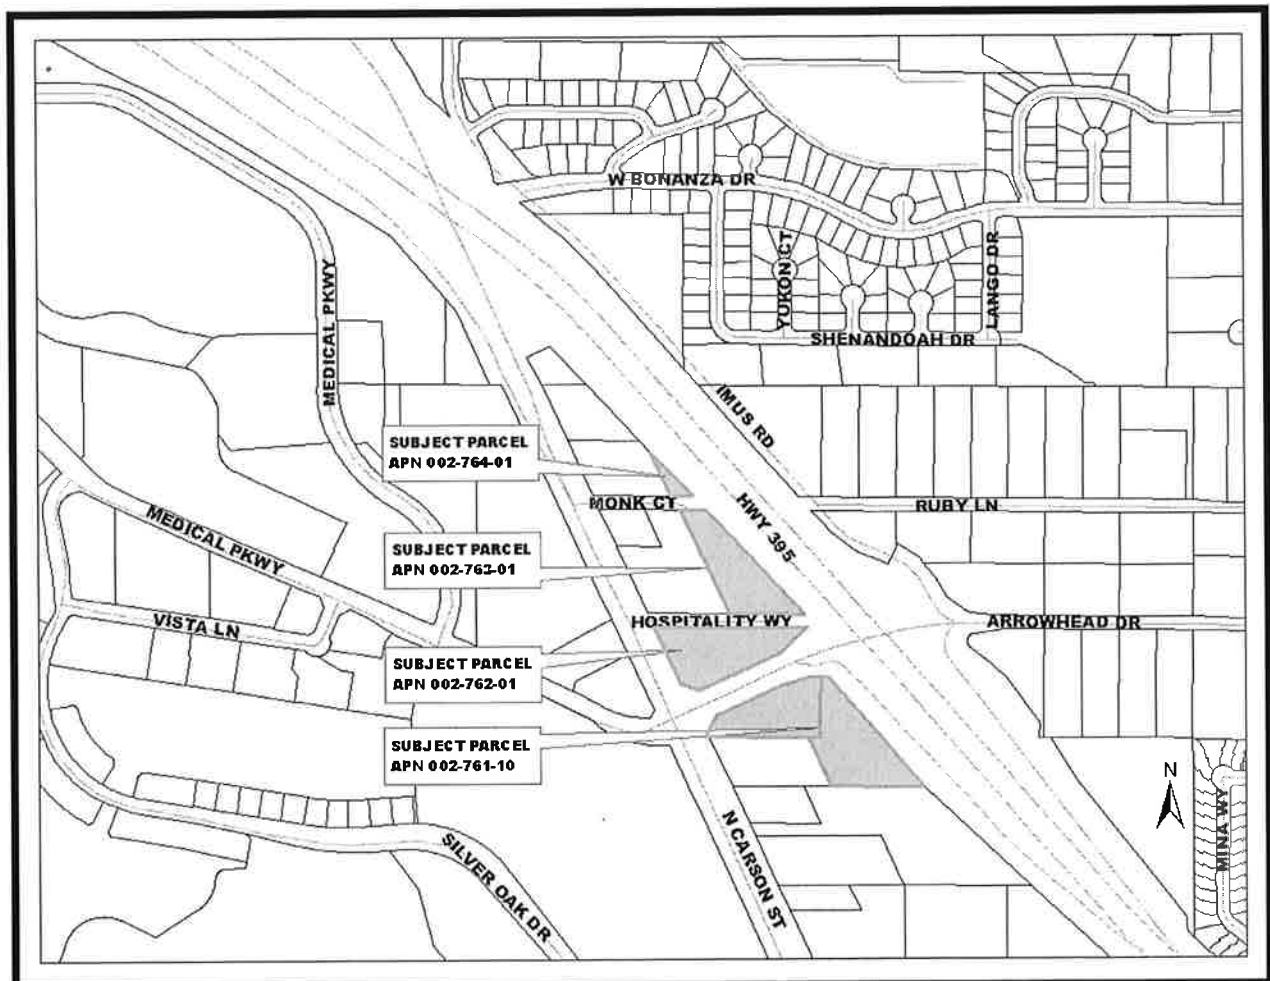 W BONANZA DR
YUKON CT
LANGO DR
SHENANDOAH DR
MEDICAL PKWY
IMUS RD
SUBJECT PARCEL
APN 002-764-01
MONK CT
HWY 395
RUBY LN
MEDICAL PKWY
SUBJECT PARCEL
APN 002-763-01
VISTA LN
HOSPITALITY WY
ARROWHEAD DR
SUBJECT PARCEL
APN 002-762-01
SUBJECT PARCEL
APN 002-761-10
N
MINA WY
N CARSON ST
SILVER OAK DR